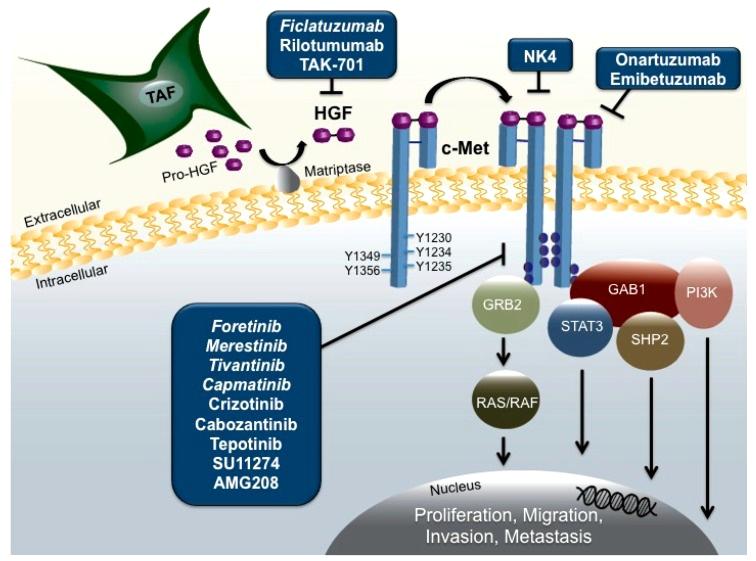 Ficlatuzumab
Rilotumumab
TAK-701
NK4
Onartuzumab
Emibetuzumab
TAF
HGF
Pro-HGF
Matriptase
c-Met
Extracellular
Intracellular
Y1349
Y1356
Y1230
Y1234
Y1235
GRB2
GAB1
PI3K
STAT3
SHP2
RAS/RAF
Foretinib
Merestinib
Tivantinib
Capmatinib
Crizotinib
Cabozantinib
Tepotinib
SU11274
AMG208
Nucleus
Proliferation, Migration,
Invasion, Metastasis